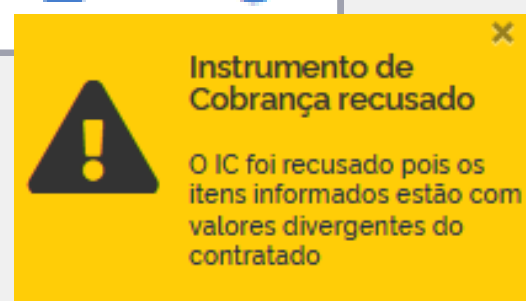 Instrumento de
Cobrança recusado
O IC foi recusado pois os
itens informados estão com
valores divergentes do
contratado